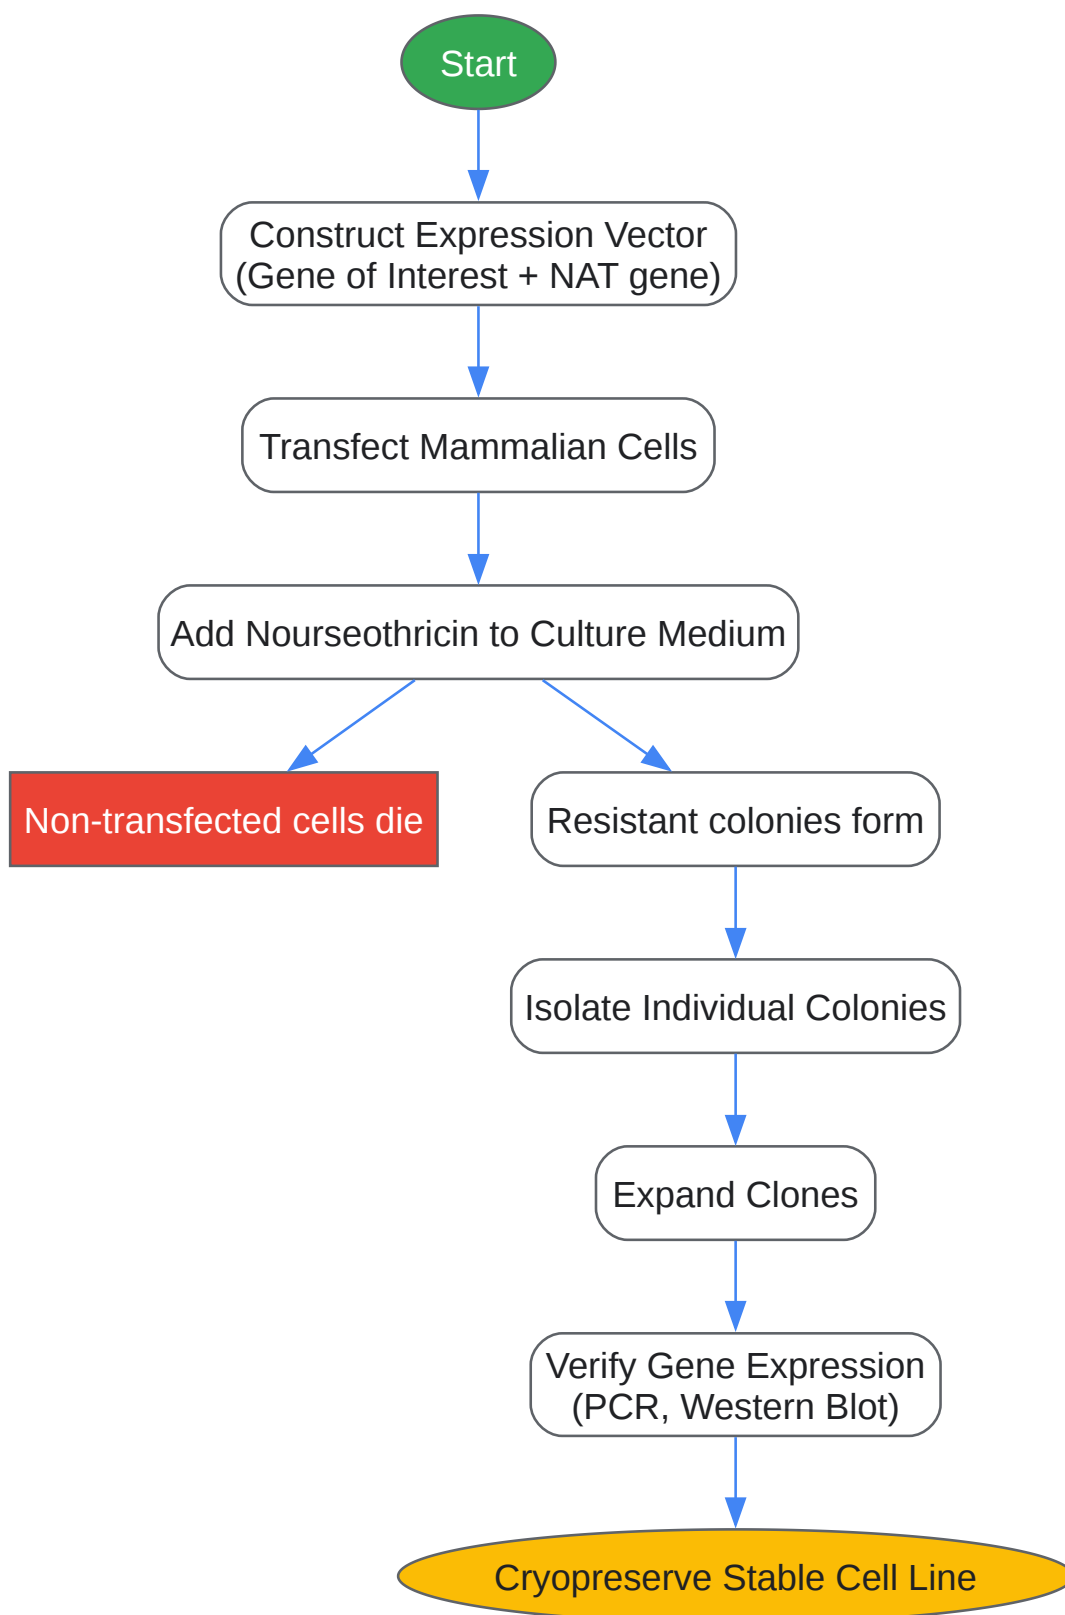 Start
Construct Expression Vector
(Gene of Interest + NAT gene)
Transfect Mammalian Cells
Add Nourseothricin to Culture Medium
Non-transfected cells die
Resistant colonies form
Isolate Individual Colonies
Expand Clones
Verify Gene Expression
(PCR, Western Blot)
Cryopreserve Stable Cell Line